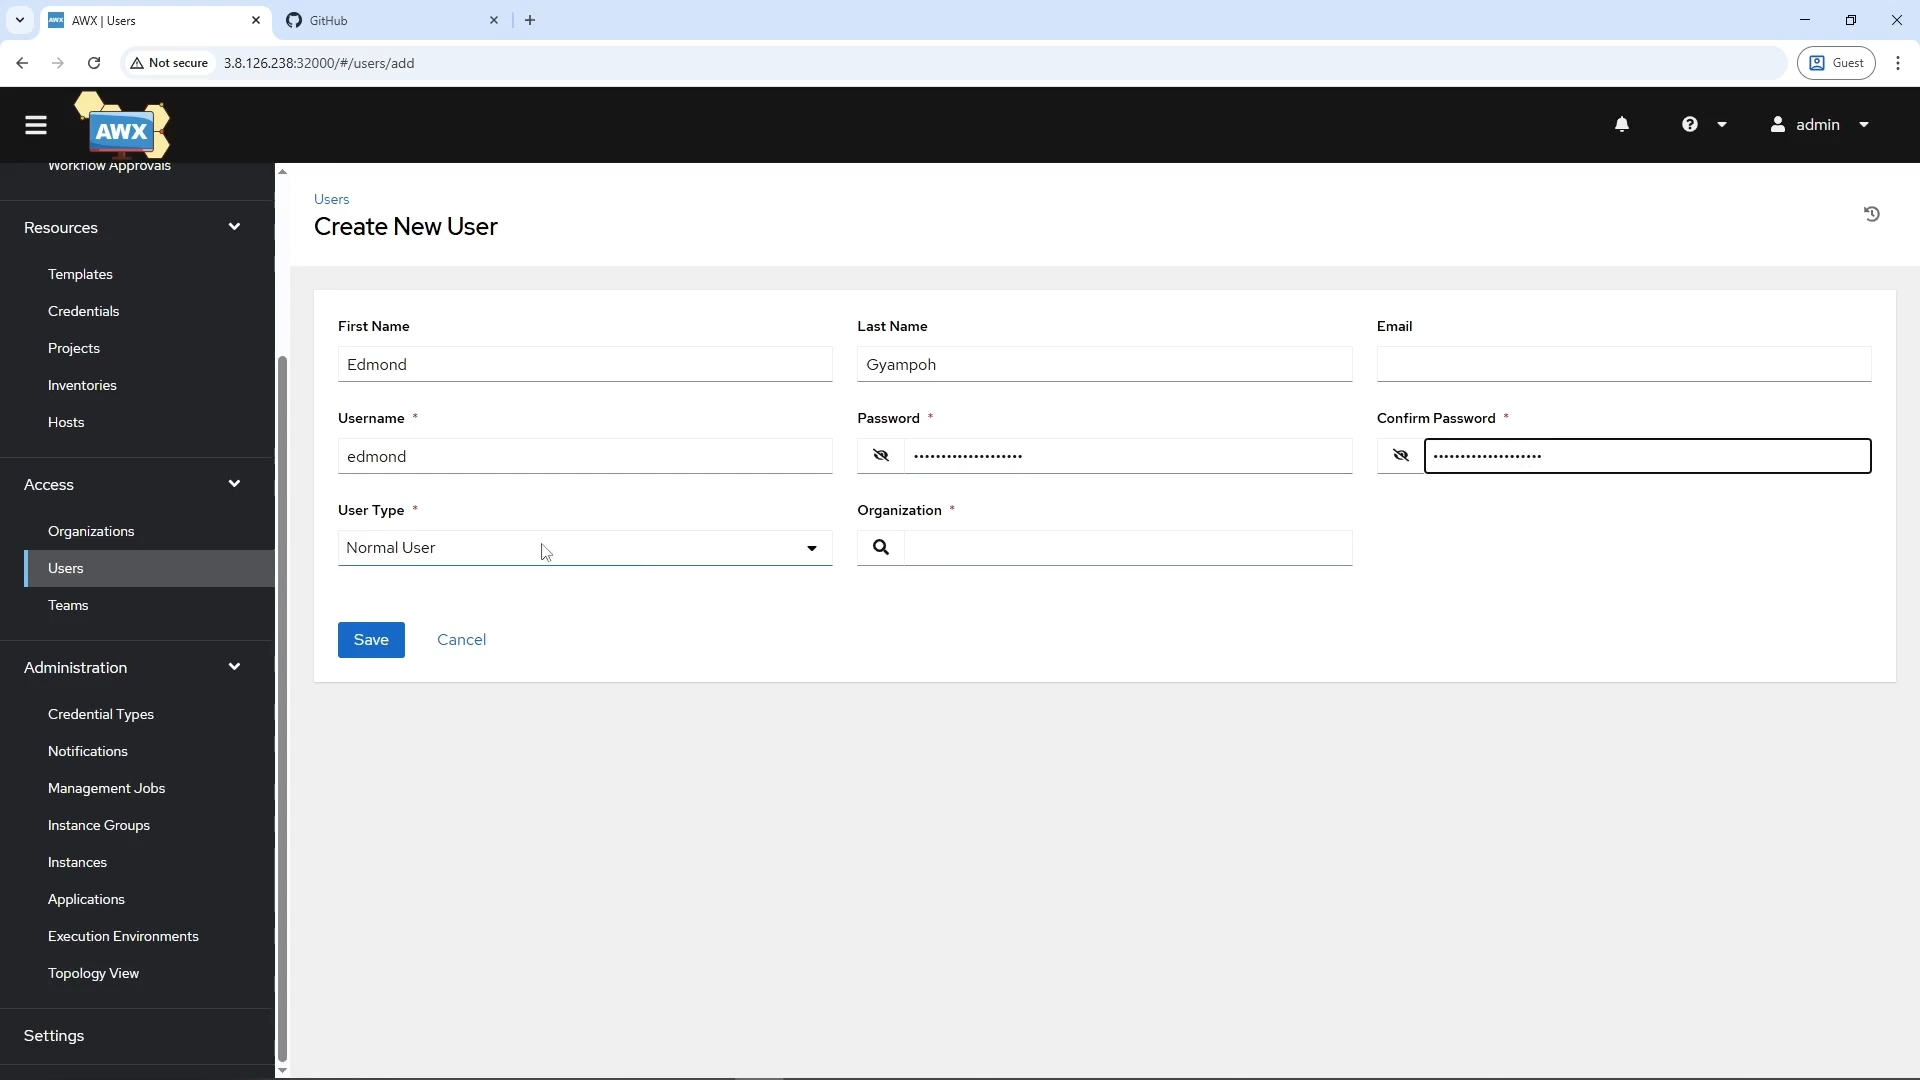 AWX | Users
GitHub
Not secure
3.8.126.238:32000/#/users/add
Guest
AWX
admin
Workflow Approvals
Resources
Templates
Credentials
Projects
Inventories
Hosts
Access
Organizations
Users
Teams
Administration
Credential Types
Notifications
Management Jobs
Instance Groups
Instances
Applications
Execution Environments
Topology View
Settings
Users
Create New User
First Name
Last Name
Email
Edmond
Gyampoh
Username *
Password *
Confirm Password *
edmond
••••••••••••••••••••
••••••••••••••••••••
User Type *
Organization *
Normal User
Save
Cancel